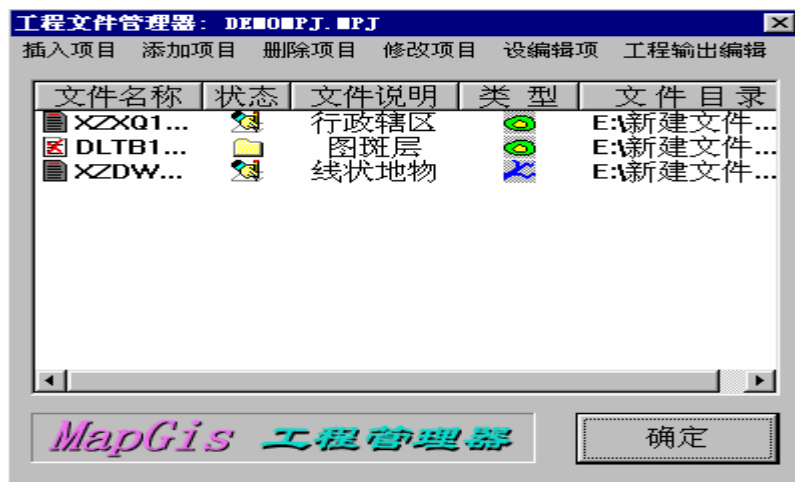 工程文件管理器: DEMOMPJ.MPJ
插入项目 添加项目 删除项目 修改项目 设编辑项 工程输出编辑
文件名称 状态 文件说明 类 型 文 件 目 录
XZXQ1... 行政辖区 E:\新建文件...
DLTB1... 图斑层 E:\新建文件...
XZDW... 线状地物 E:\新建文件...
MapGis 工程管理器 确定